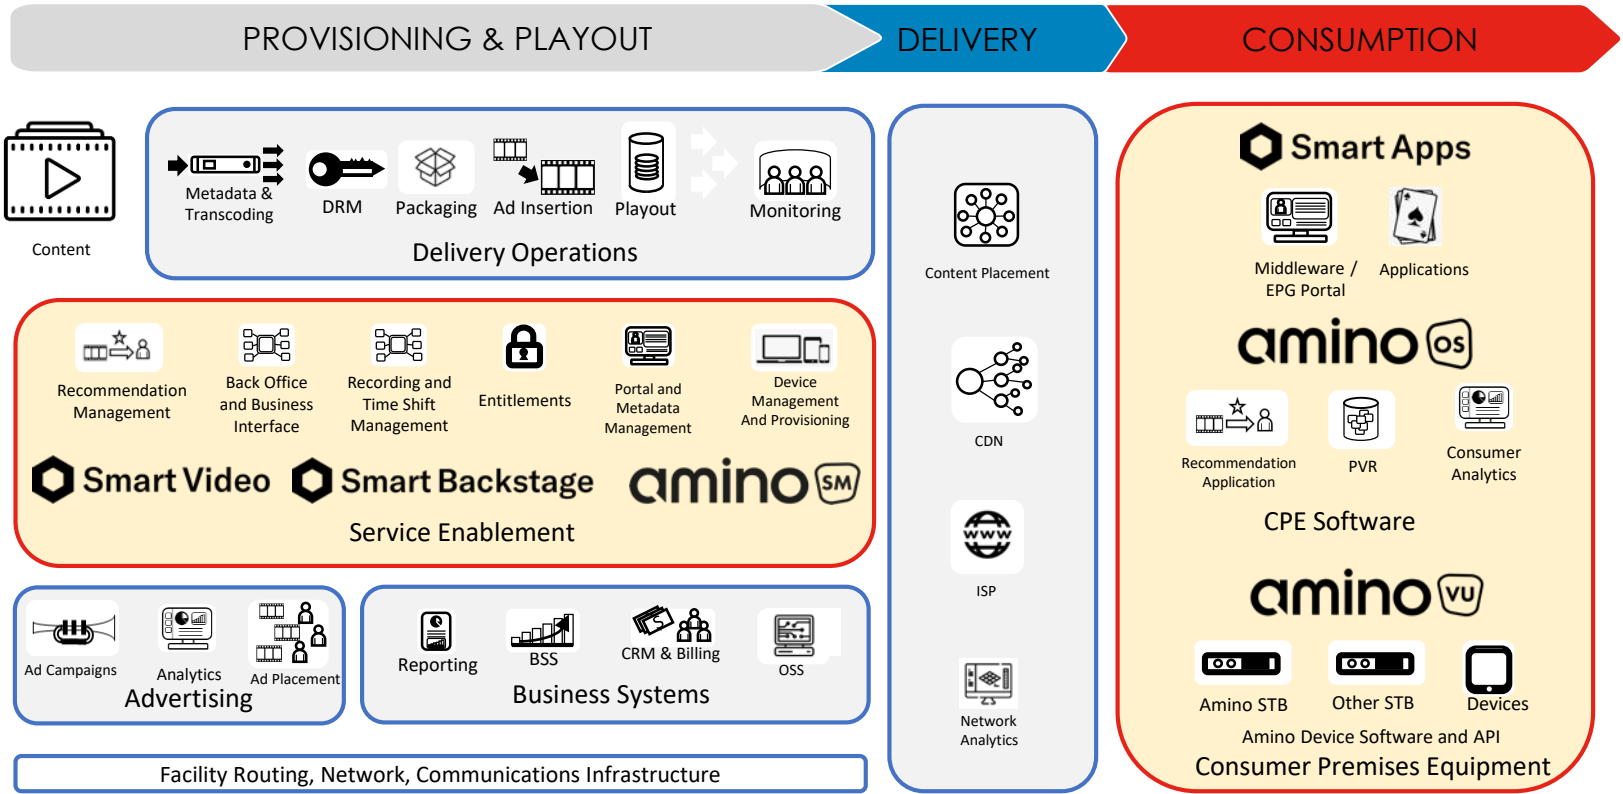 PROVISIONING & PLAYOUT
DELIVERY
CONSUMPTION
Content
Metadata &
Transcoding
DRM
Packaging
Ad Insertion
Playout
Monitoring
Delivery Operations
Recommendation
Management
Back Office
and Business
Interface
Recording and
Time Shift
Management
Entitlements
Portal and
Metadata
Management
Device
Management
And Provisioning
Smart Video
Smart Backstage
amino SM
Service Enablement
Ad Campaigns
Analytics
Ad Placement
Advertising
Reporting
BSS
CRM & Billing
OSS
Business Systems
Facility Routing, Network, Communications Infrastructure
Content Placement
CDN
www
ISP
Network
Analytics
Smart Apps
Middleware /
EPG Portal
Applications
amino OS
Recommendation
Application
PVR
Consumer
Analytics
CPE Software
amino VU
Amino STB
Other STB
Devices
Amino Device Software and API
Consumer Premises Equipment